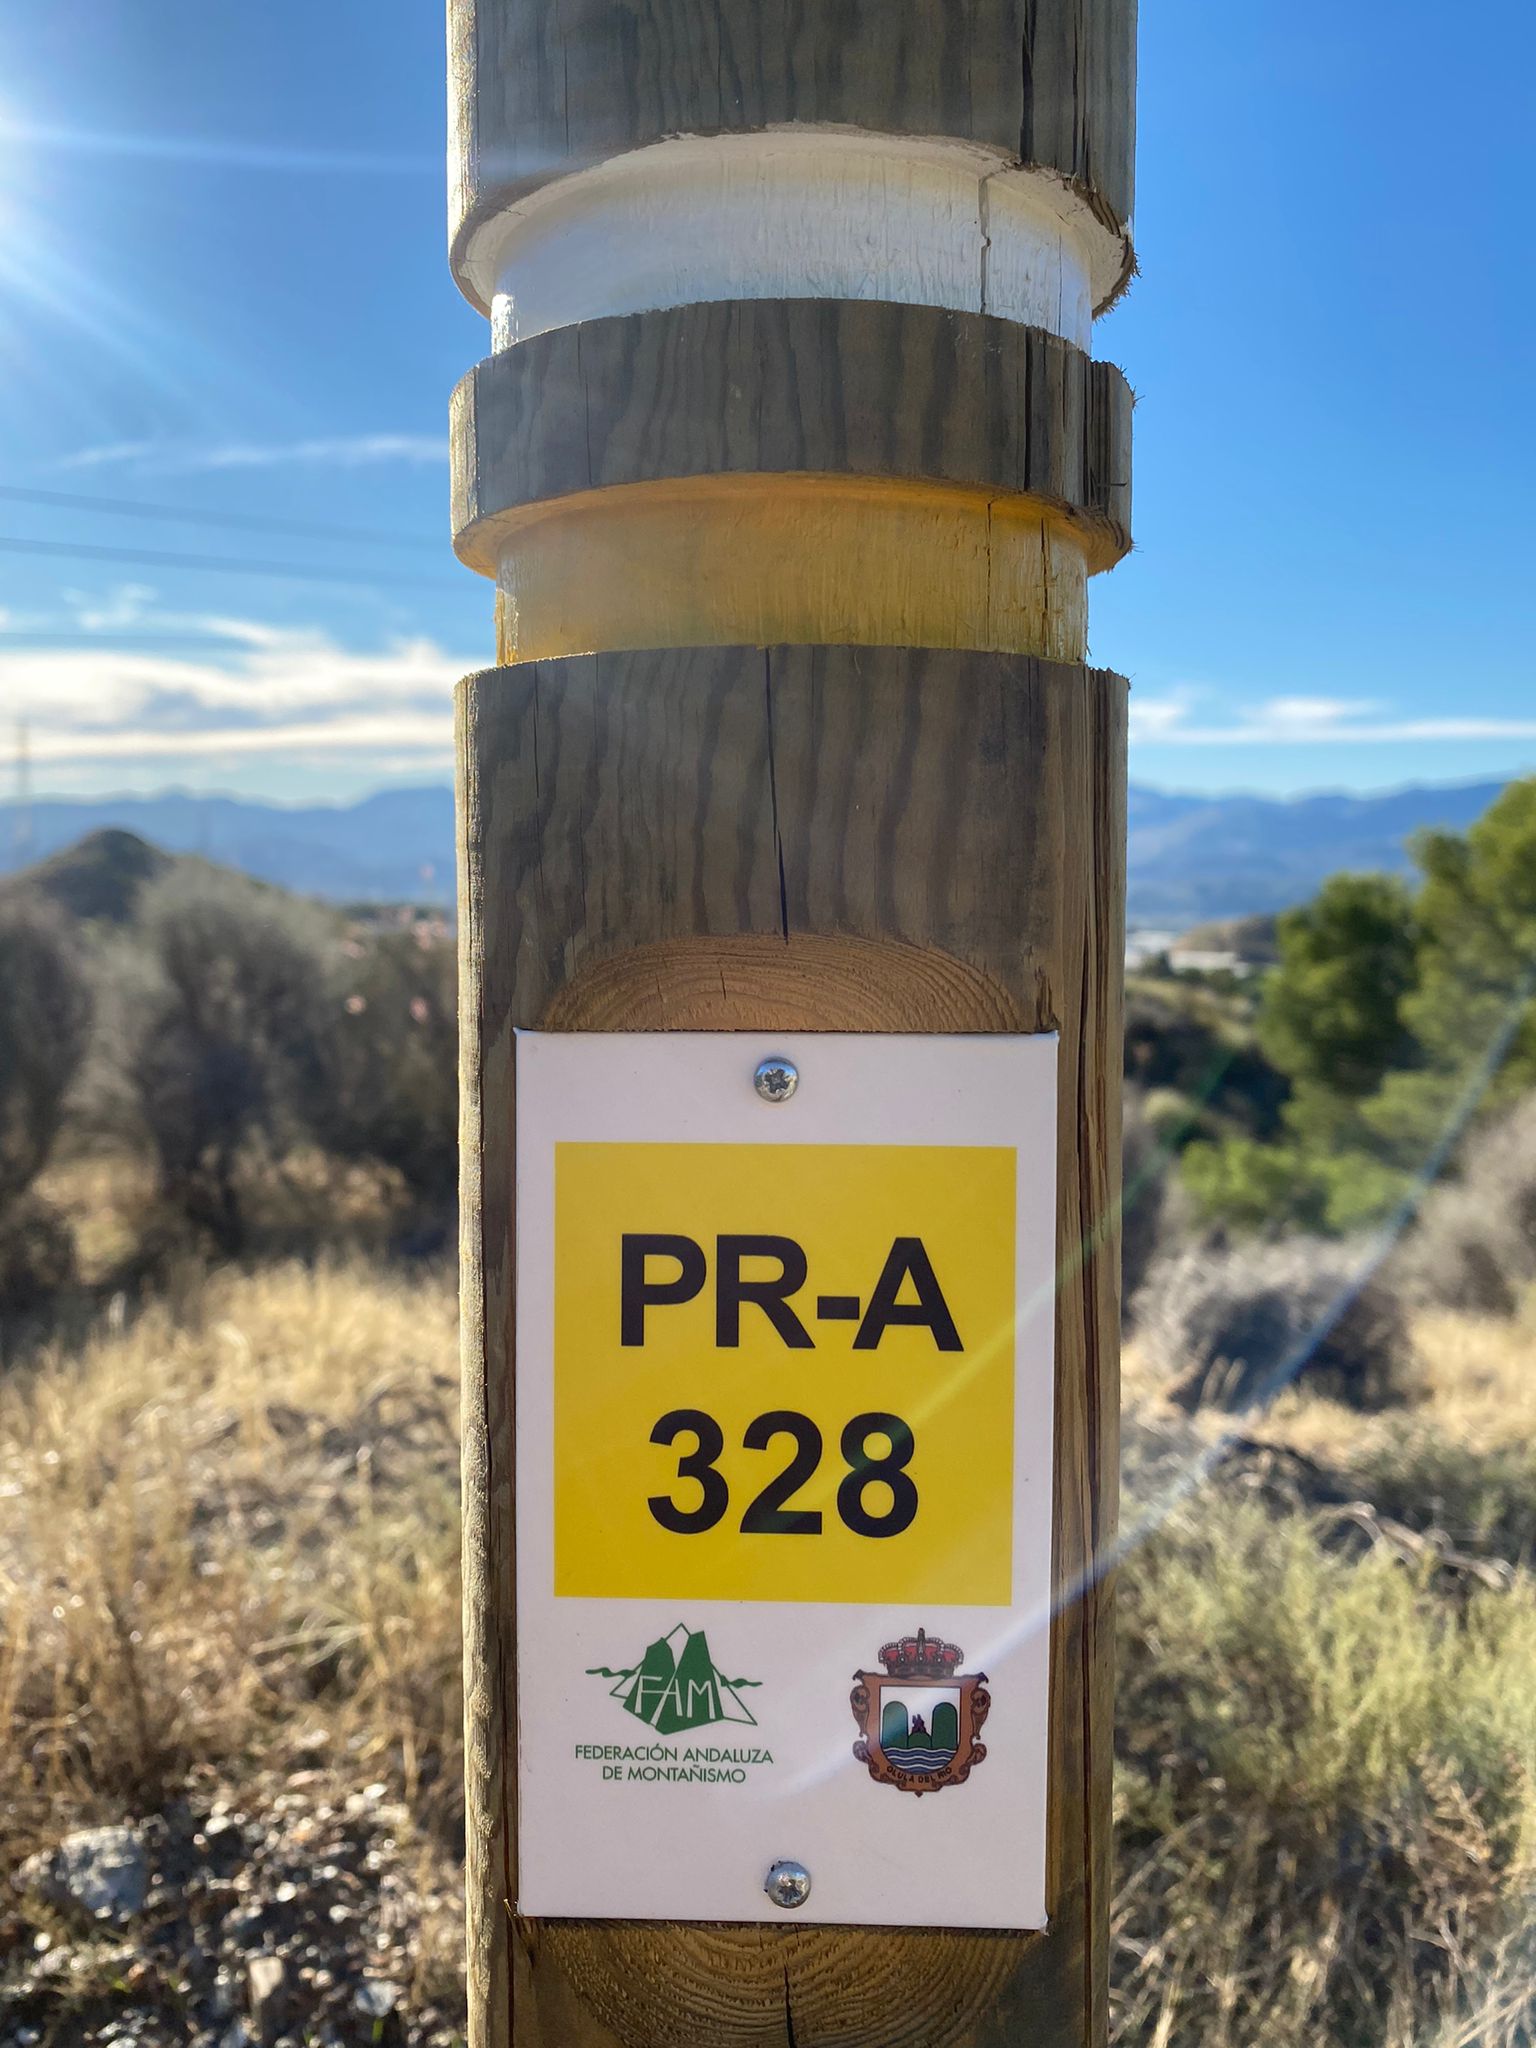 PR-A
328
FAM
FEDERACIÓN ANDALUZA
DE MONTAÑISMO
OLULA DEL RIO